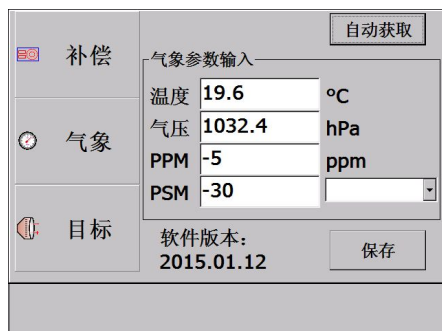 自动获取
补偿
气象参数输入
温度 19.6 °C
气压 1032.4 hPa
气象
PPM -5 ppm
PSM -30
目标
软件版本：
2015.01.12
保存